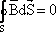 ∮B⃗dS⃗ = 0
S